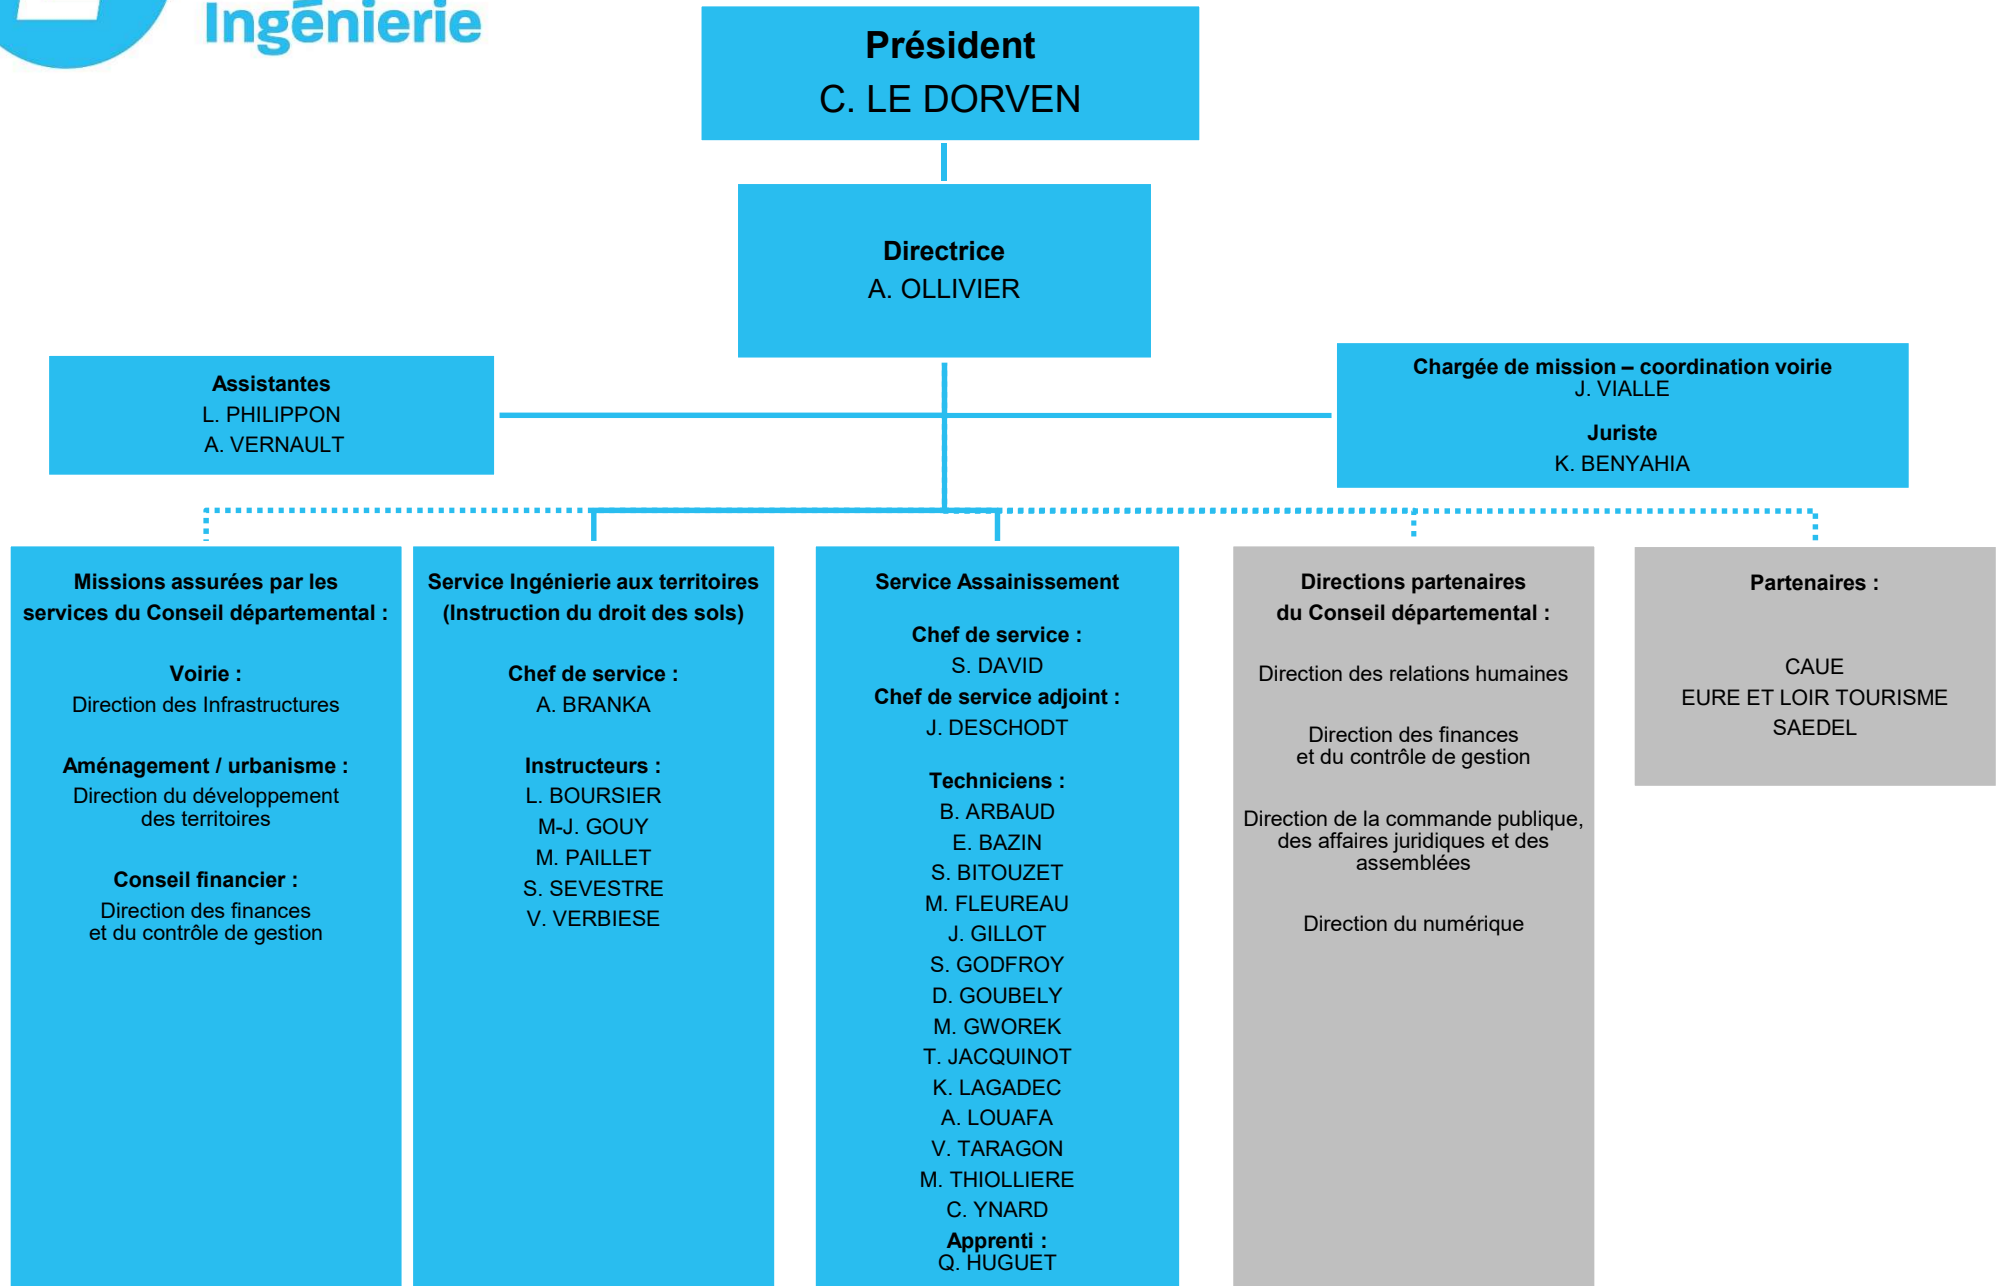 Ingénierie
Président
C. LE DORVEN
Directrice
A. OLLIVIER
Assistantes
L. PHILIPPON
A. VERNAULT
Chargée de mission – coordination voirie
J. VIALLE
Juriste
K. BENYAHIA
Missions assurées par les
services du Conseil départemental :
Voirie :
Direction des Infrastructures
Aménagement / urbanisme :
Direction du développement
des territoires
Conseil financier :
Direction des finances
et du contrôle de gestion
Service Ingénierie aux territoires
(Instruction du droit des sols)
Chef de service :
A. BRANKA
Instructeurs :
L. BOURSIER
M-J. GOUY
M. PAILLET
S. SEVESTRE
V. VERBIESE
Service Assainissement
Chef de service :
S. DAVID
Chef de service adjoint :
J. DESCHODT
Techniciens :
B. ARBAUD
E. BAZIN
S. BITOUZET
M. FLEUREAU
J. GILLOT
S. GODFROY
D. GOUBELY
M. GWOREK
T. JACQUINOT
K. LAGADEC
A. LOUAFA
V. TARAGON
M. THIOLLIERE
C. YNARD
Apprenti :
Q. HUGUET
Directions partenaires
du Conseil départemental :
Direction des relations humaines
Direction des finances
et du contrôle de gestion
Direction de la commande publique,
des affaires juridiques et des
assemblées
Direction du numérique
Partenaires :
CAUE
EURE ET LOIR TOURISME
SAEDEL